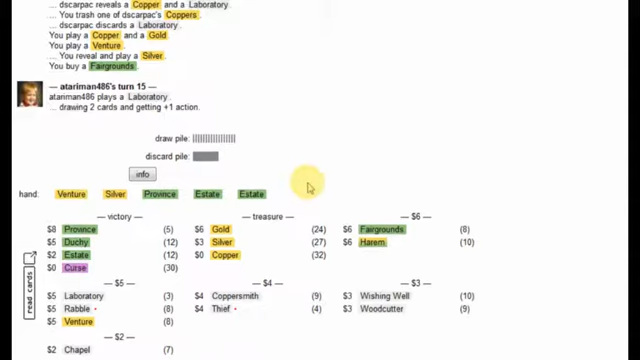 ... dscarpac reveals a Copper and a Laboratory.
... You trash one of dscarpac's Coppers.
... dscarpac discards a Laboratory.
You play a Copper and a Gold.
You play a Venture.
... You reveal and play a Silver.
You buy a Fairgrounds.
— atariman486's turn 15 —
atariman486 plays a Laboratory.
... drawing 2 cards and getting +1 action.
draw pile:
discard pile:
info
hand: Venture Silver Province Estate Estate
— victory — — treasure — — $6 —
$8 Province (5) $6 Gold (24) $6 Fairgrounds (8)
$5 Duchy (12) $3 Silver (27) $6 Harem (10)
$2 Estate (12) $0 Copper (32)
$0 Curse (30)
read cards
— $5 — — $4 — — $3 —
$5 Laboratory (3) $4 Coppersmith (9) $3 Wishing Well (10)
$5 Rabble (8) $4 Thief (4) $3 Woodcutter (9)
$5 Venture (8)
— $2 —
$2 Chapel (7)